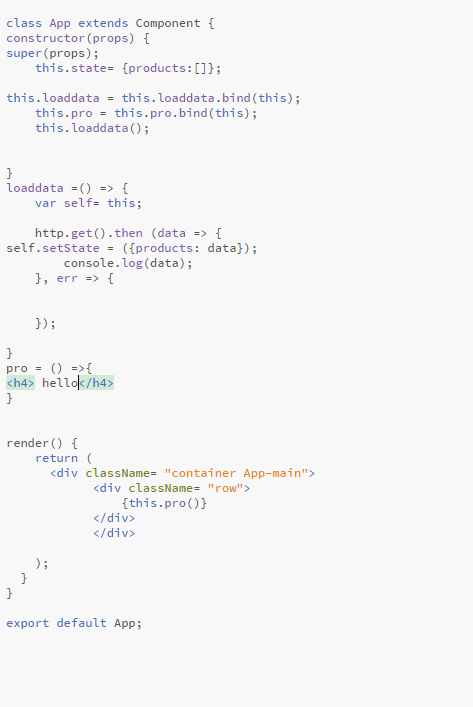 class App extends Component {
constructor(props) {
super(props);
    this.state= {products:[]};
this.loaddata = this.loaddata.bind(this);
    this.pro = this.pro.bind(this);
    this.loaddata();
}
loaddata =() => {
    var self= this;
    http.get().then (data => {
self.setState = ({products: data});
        console.log(data);
    }, err => {
    });
}
pro = () =>{
<h4> hello</h4>
}
render() {
    return (
      <div className= "container App-main">
            <div className= "row">
                {this.pro()}
            </div>
            </div>
    );
  }
}
export default App;